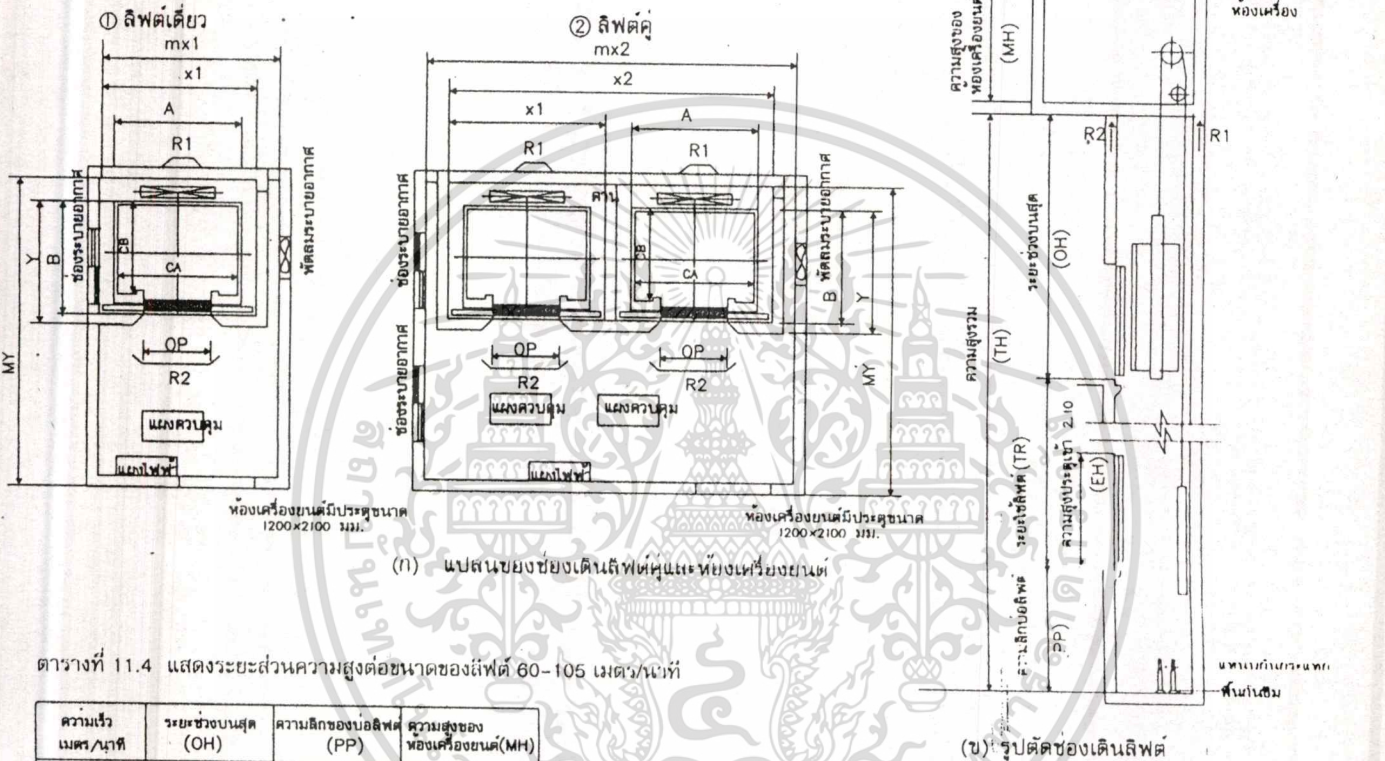 ① ลิฟต์เดี่ยว
mx1
x1
A
R1
ช่องระบายอากาศ
พัดลมระบายอากาศ
MY
Y
B
CB
CA
OP
R2
แผงควบคุม
แผงไฟฟ้า
ห้องเครื่องยนต์มีประตูขนาด
1200×2100 มม.
② ลิฟต์คู่
mx2
x2
x1
A
R1
R1
คาน
ช่องระบายอากาศ
ช่องระบายอากาศ
พัดลมระบายอากาศ
CB
CA
B
Y
MY
OP
OP
R2
R2
แผงควบคุม
แผงควบคุม
แผงไฟฟ้า
ห้องเครื่องยนต์มีประตูขนาด
1200×2100 มม.
(ก) แปลนของช่องเดินลิฟต์คู่และห้องเครื่องยนต์
ห้องเครื่อง
ความสูงของ
ห้องเครื่องยนต์
(MH)
R2
R1
ระยะช่วงบนสุด
(OH)
ความสูงรวม
(TH)
ระยะใช้ลิฟต์ (TR)
ความสูงประตูเข้า 2.10
(EH)
ความลึกบ่อลิฟต์
PP)
พื้นกันซึม
(ข) รูปตัดช่องเดินลิฟต์
ตารางที่ 11.4 แสดงระยะส่วนความสูงต่อขนาดของลิฟต์ 60-105 เมตร/นาที
ความเร็ว
เมตร/นาที
ระยะช่วงบนสุด
(OH)
ความลึกของบ่อลิฟต์
(PP)
ความสูงของ
ห้องเครื่องยนต์(MH)